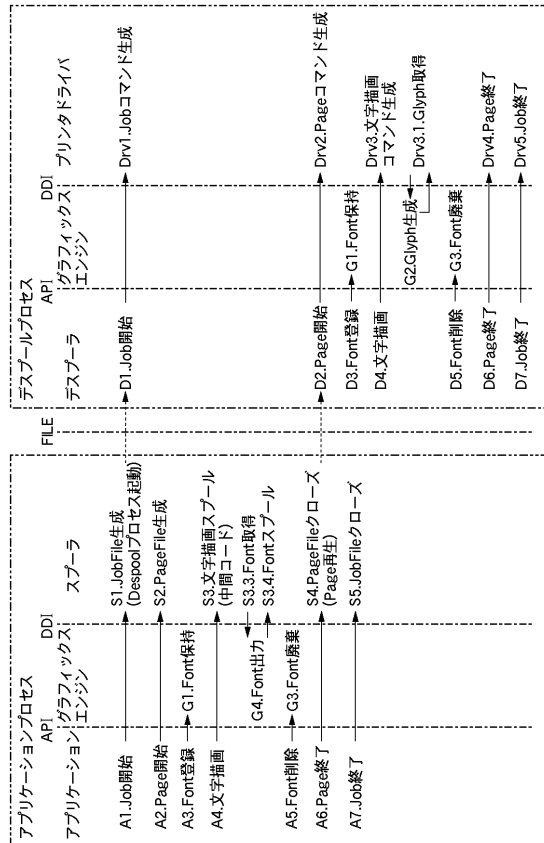 アプリケーションプロセス
API
DDI
アプリケーション
グラフィックス
エンジン
スプーラ
A1.Job開始
S1.JobFile生成
(Despoolプロセス起動)
A2.Page開始
S2.PageFile生成
A3.Font登録
G1.Font保持
A4.文字描画
S3.文字描画スプール
(中間コード)
S3.3.Font取得
G4.Font出力
S3.4.Fontスプール
A5.Font削除
G3.Font廃棄
A6.Page終了
S4.PageFileクローズ
(Page再生)
A7.Job終了
S5.JobFileクローズ
FILE
デスプールプロセス
API
DDI
デスプーラ
グラフィックス
エンジン
プリンタドライバ
D1.Job開始
Drv1.Jobコマンド生成
D2.Page開始
Drv2.Pageコマンド生成
D3.Font登録
G1.Font保持
D4.文字描画
Drv3.文字描画
コマンド生成
G2.Glyph生成
Drv3.1.Glyph取得
D5.Font削除
G3.Font廃棄
D6.Page終了
Drv4.Page終了
D7.Job終了
Drv5.Job終了